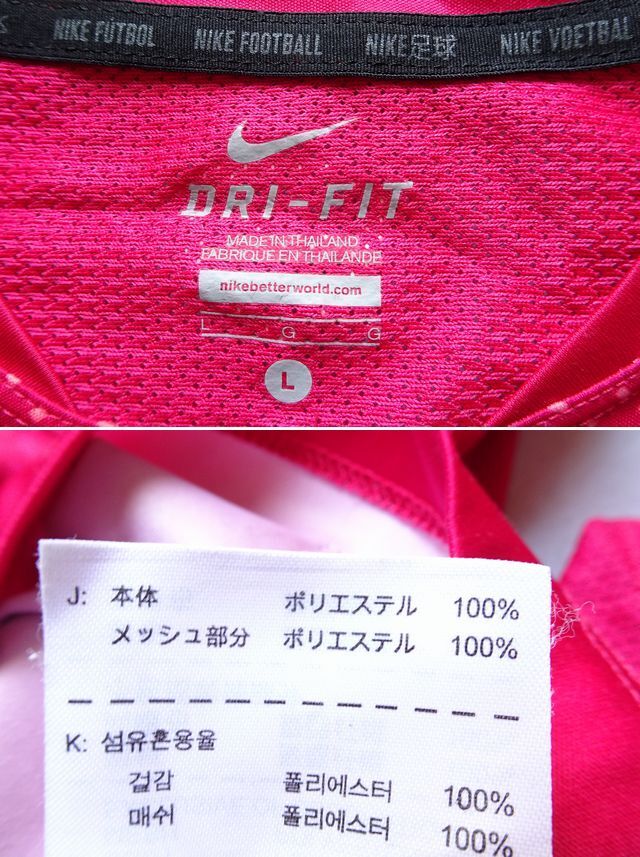 NIKE FÚTBOL NIKE FOOTBALL NIKE足球 NIKE VOETBAL
DRI-FIT
MADE IN THAILAND
FABRIQUE EN THAILANDE
nikebetterworld.com
L G G
L
J: 本体 ポリエステル 100%
メッシュ部分 ポリエステル 100%
K: 섬유혼용율
겉감 폴리에스터 100%
매쉬 폴리에스터 100%